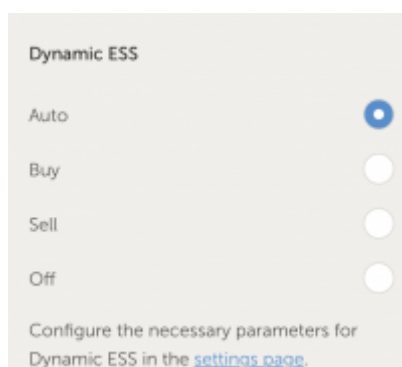 Dynamic ESS
Auto
Buy
Sell
Off
Configure the necessary parameters for
Dynamic ESS in the settings page.